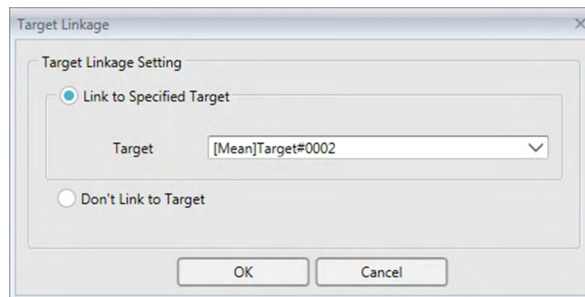 Target Linkage
Target Linkage Setting
Link to Specified Target
Target [Mean]Target#0002
Don't Link to Target
OK Cancel